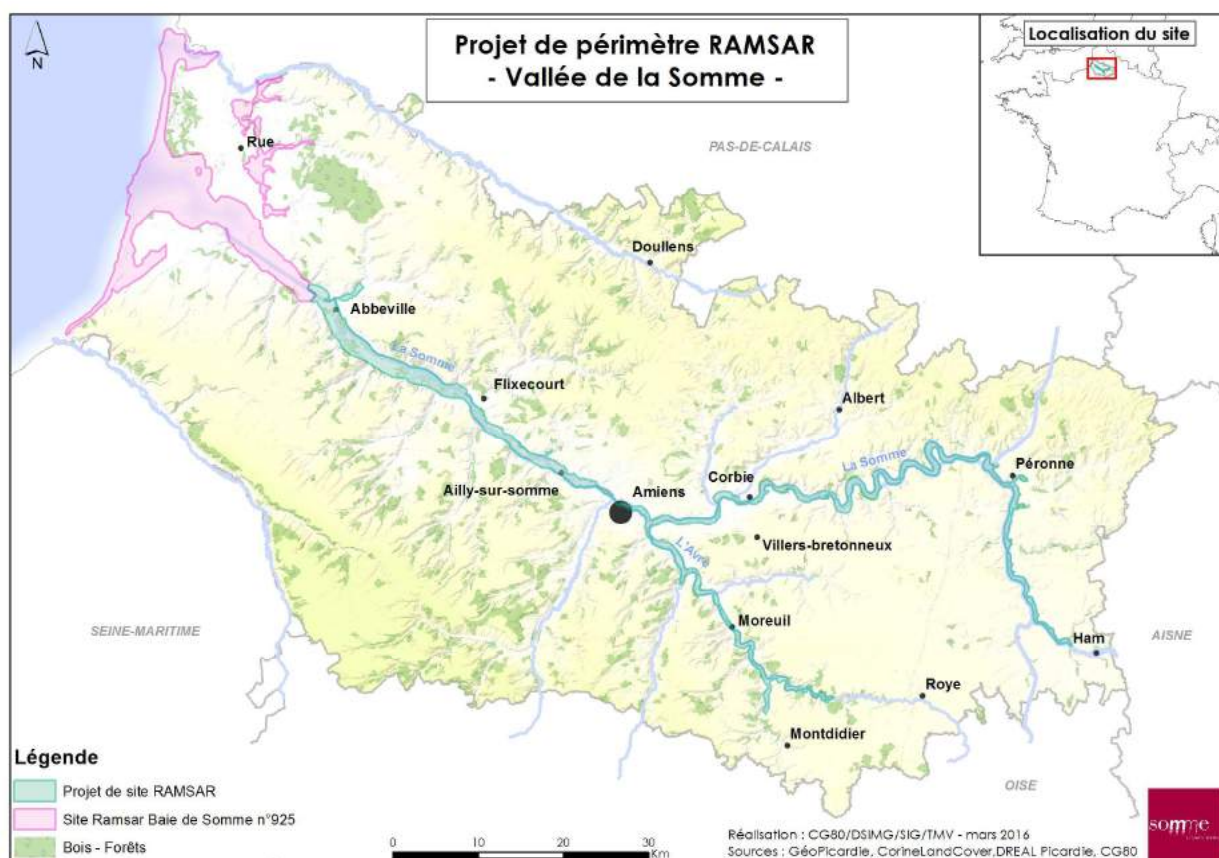 Projet de périmètre RAMSAR
- Vallée de la Somme -
Localisation du site
N
PAS-DE-CALAIS
Rue
Doullens
Abbeville
La Somme
Flixecourt
Albert
La Somme
Péronne
Corbie
Ailly-sur-somme
Amiens
L'Avre
Villers-bretonneux
SEINE-MARITIME
Moreuil
Ham
AISNE
Roye
Montdidier
OISE
Légende
Projet de site RAMSAR
Site Ramsar Baie de Somme n°925
Bois - Forêts
0 10 20 30
Km
Réalisation : CG80/DSIMG/SIG/TMV - mars 2016
Sources : GéoPicardie, CorineLandCover,DREAL Picardie, CG80
somme